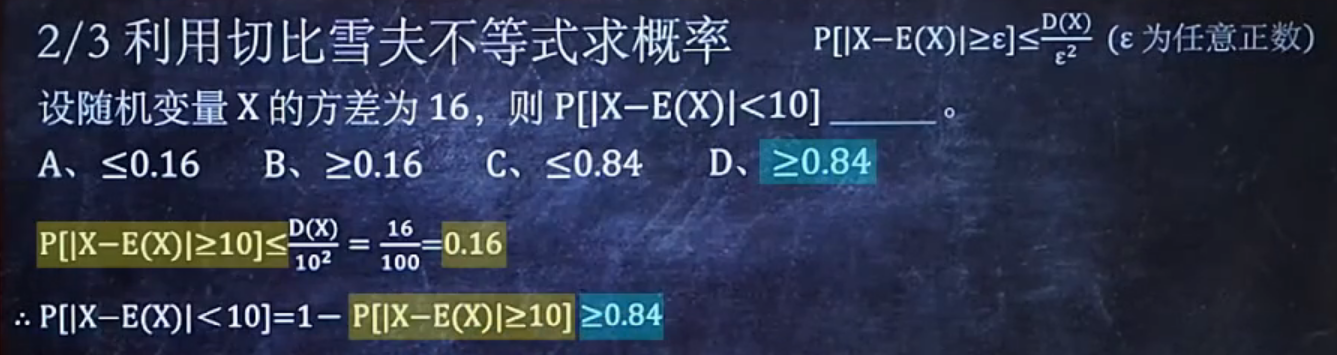 2/3 利用切比雪夫不等式求概率 P[|X−E(X)|≥ε]≤D(X)/ε² (ε 为任意正数)
设随机变量 X 的方差为 16，则 P[|X−E(X)|<10]______。
A、≤0.16 B、≥0.16 C、≤0.84 D、≥0.84
P[|X−E(X)|≥10]≤D(X)/10² = 16/100=0.16
∴ P[|X−E(X)|<10]=1− P[|X−E(X)|≥10] ≥0.84